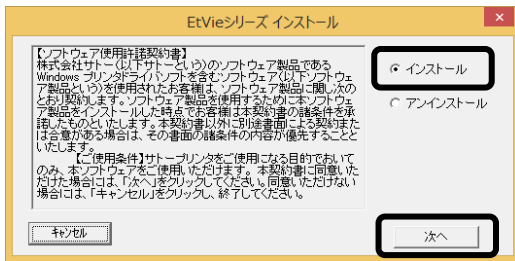 EtVieシリーズ インストール
【ソフトウェア使用許諾契約書】
株式会社サトー(以下サトーという)のソフトウェア製品である
Windows プリンタドライバソフトを含むソフトウェア(以下ソフトウェ
ア製品という)を使用されたお客様は、ソフトウェア製品に関し次の
とおり契約します。ソフトウェア製品を使用するために本ソフトウェ
ア製品をインストールした時点でお客様は本契約書の諸条件を承
諾したものといたします。本契約書以外に別途書面による契約また
は合意がある場合は、その書面の諸条件の内容が優先することと
いたします。
【ご使用条件】サトープリンタをご使用になる目的でおいて
のみ、本ソフトウェアをご使用いただけます。 本契約書に同意いた
だけた場合には、「次へ」をクリックしてください。同意いただけない
場合には、「キャンセル」をクリックし、終了してください。
インストール
アンインストール
キャンセル
次へ